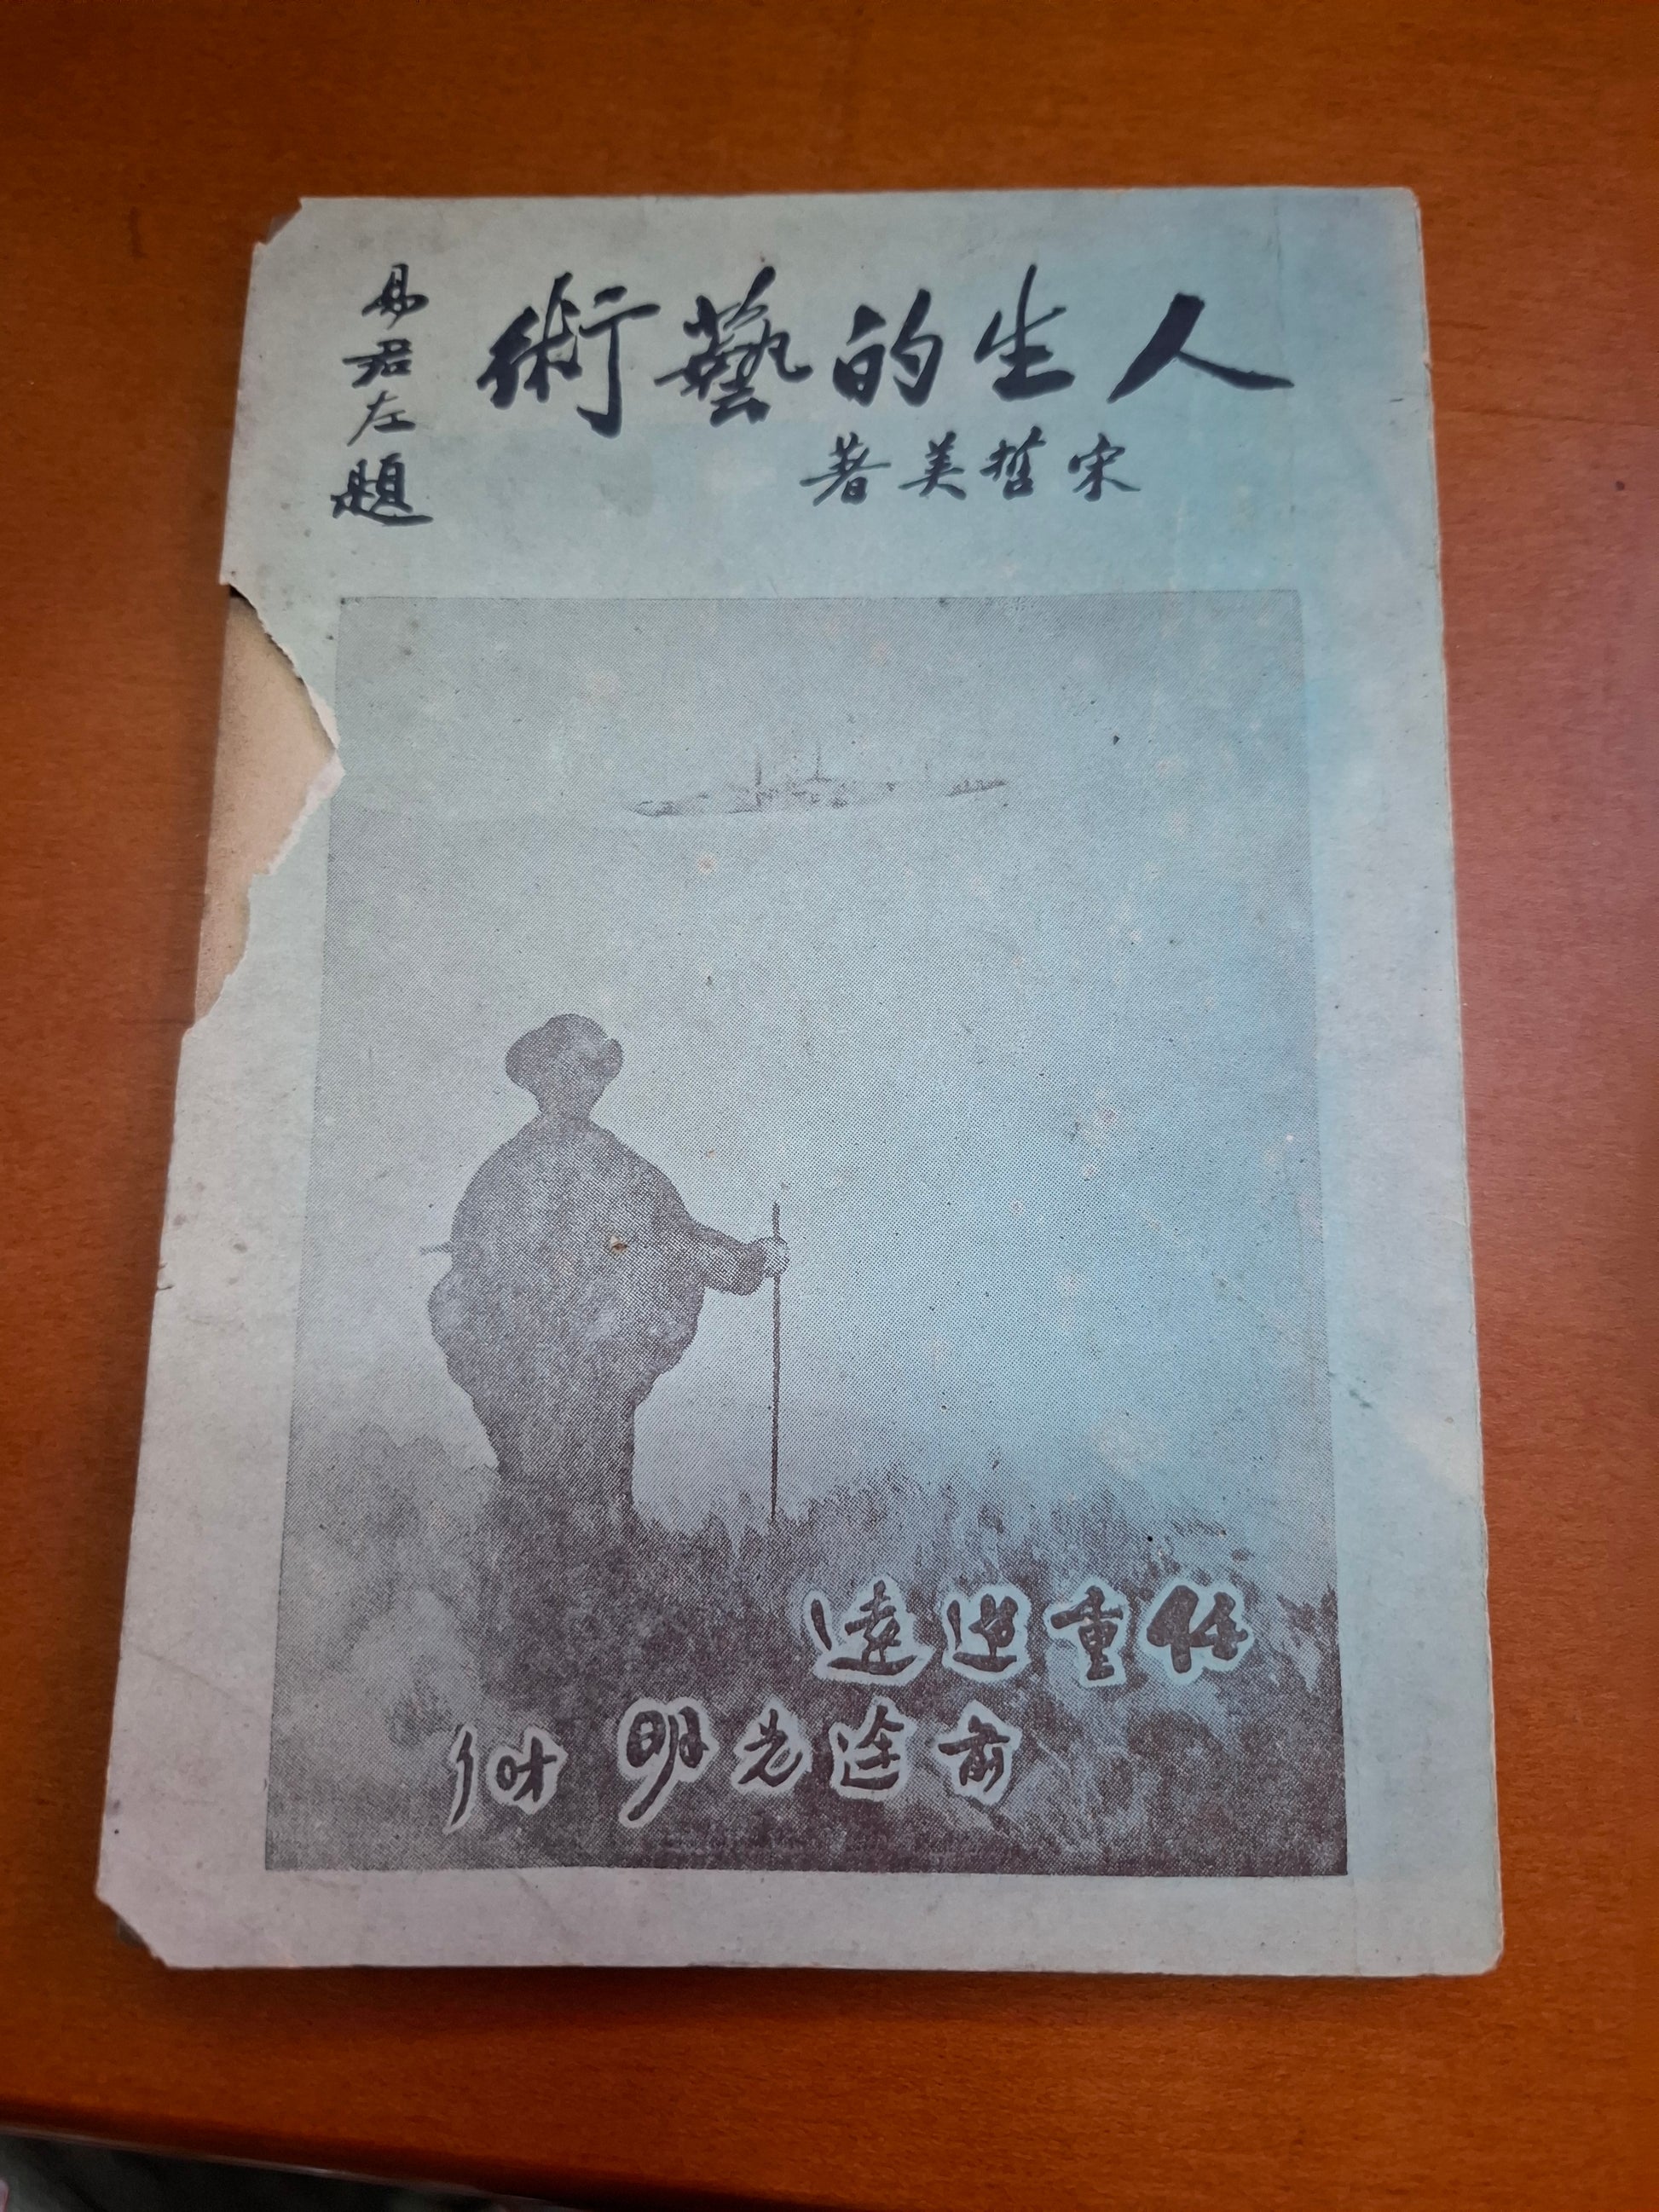 人生的藝術
宋哲美著
易君左題
任重道遠
前途光明